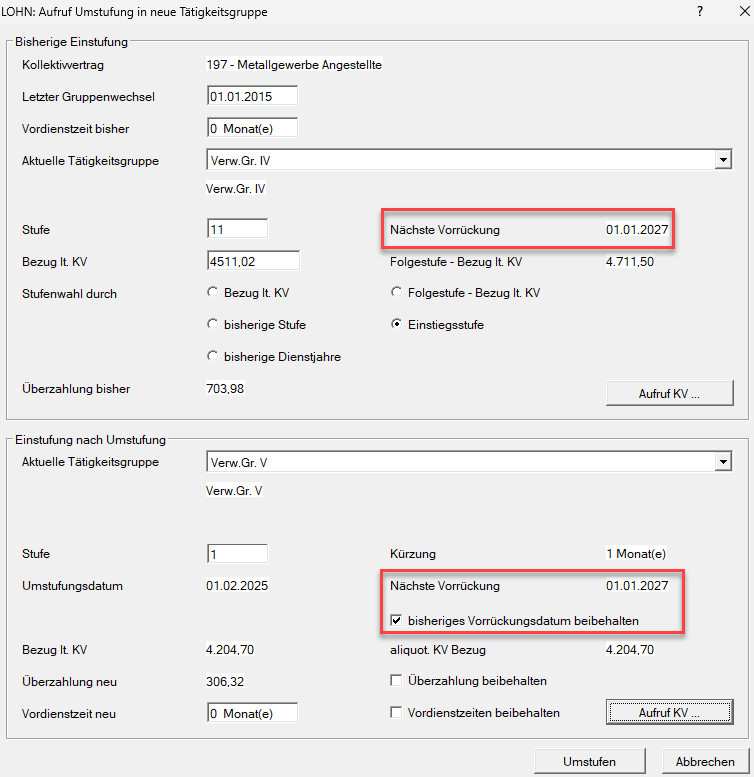 LOHN: Aufruf Umstufung in neue Tätigkeitsgruppe ? ×
Bisherige Einstufung
Kollektivvertrag 197 - Metallgewerbe Angestellte
Letzter Gruppenwechsel 01.01.2015
Vordienstzeit bisher 0 Monat(e)
Aktuelle Tätigkeitsgruppe Verw.Gr. IV
Verw.Gr. IV
Stufe 11 Nächste Vorrückung 01.01.2027
Bezug lt. KV 4511,02 Folgestufe - Bezug lt. KV 4.711,50
Stufenwahl durch Bezug lt. KV Folgestufe - Bezug lt. KV
bisherige Stufe Einstiegsstufe
bisherige Dienstjahre
Überzahlung bisher 703,98 Aufruf KV ...
Einstufung nach Umstufung
Aktuelle Tätigkeitsgruppe Verw.Gr. V
Verw.Gr. V
Stufe 1 Kürzung 1 Monat(e)
Umstufungsdatum 01.02.2025 Nächste Vorrückung 01.01.2027
bisheriges Vorrückungsdatum beibehalten
Bezug lt. KV 4.204,70 aliquot. KV Bezug 4.204,70
Überzahlung neu 306,32 Überzahlung beibehalten
Vordienstzeit neu 0 Monat(e) Vordienstzeiten beibehalten Aufruf KV ...
Umstufen Abbrechen